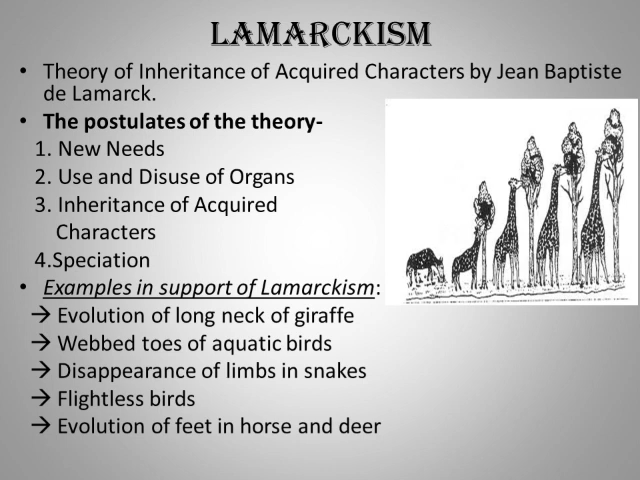 LAMARCKISM
• Theory of Inheritance of Acquired Characters by Jean Baptiste
de Lamarck.
• The postulates of the theory-
1. New Needs
2. Use and Disuse of Organs
3. Inheritance of Acquired
Characters
4.Speciation
• Examples in support of Lamarckism:
→ Evolution of long neck of giraffe
→ Webbed toes of aquatic birds
→ Disappearance of limbs in snakes
→ Flightless birds
→ Evolution of feet in horse and deer